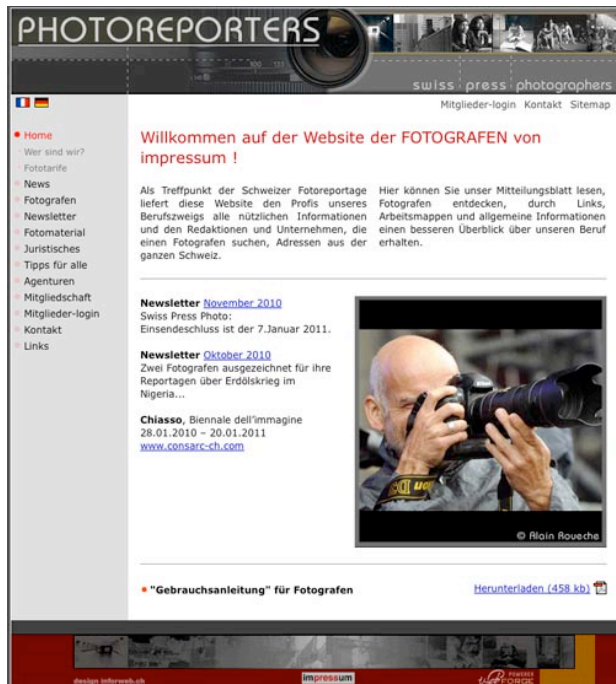 PHOTOREPORTERS
swiss press photographers
Mitglieder-login Kontakt Sitemap
Home
Wer sind wir?
Fototarife
News
Fotografen
Newsletter
Fotomaterial
Juristisches
Tipps für alle
Agenturen
Mitgliedschaft
Mitglieder-login
Kontakt
Links
Willkommen auf der Website der FOTOGRAFEN von
impressum !
Als Treffpunkt der Schweizer Fotoreportage
liefert diese Website den Profis unseres
Berufszweigs alle nützlichen Informationen
und den Redaktionen und Unternehmen, die
einen Fotografen suchen, Adressen aus der
ganzen Schweiz.
Hier können Sie unser Mitteilungsblatt lesen,
Fotografen entdecken, durch Links,
Arbeitsmappen und allgemeine Informationen
einen besseren Überblick über unseren Beruf
erhalten.
Newsletter November 2010
Swiss Press Photo:
Einsendeschluss ist der 7.Januar 2011.
Newsletter Oktober 2010
Zwei Fotografen ausgezeichnet für ihre
Reportagen über Erdölskrieg im
Nigeria...
Chiasso, Biennale dell'immagine
28.01.2010 – 20.01.2011
www.consarc-ch.com
Nikon
© Alain Roueche
"Gebrauchsanleitung" für Fotografen
Herunterladen (458 kb)
design inforweb.ch
impressum
POWERED
WebFORGE